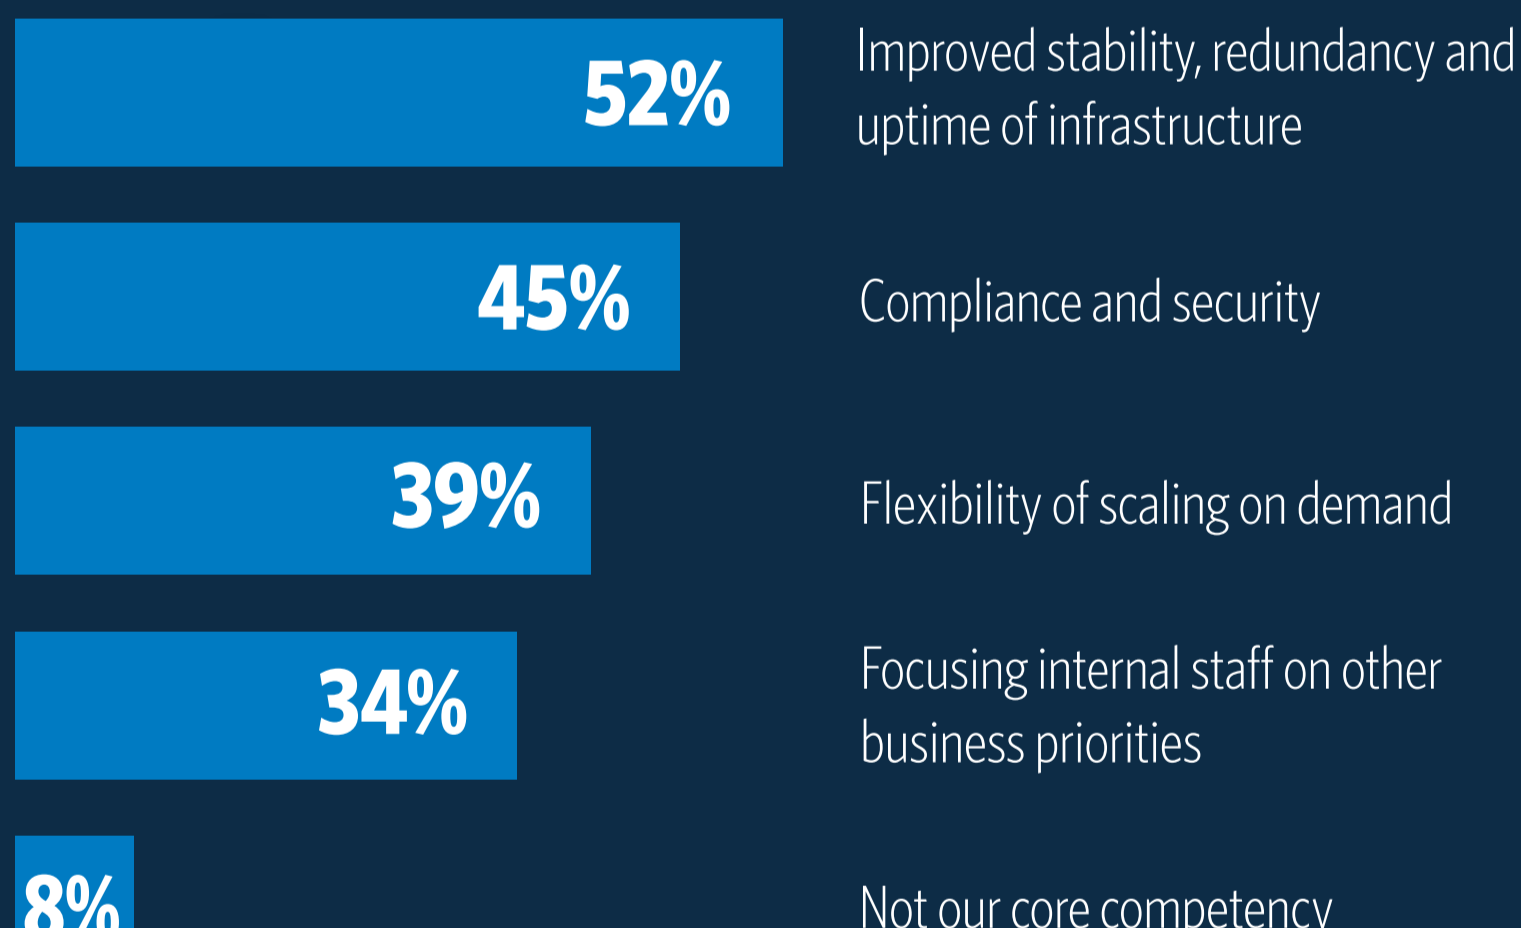 52%
Improved stability, redundancy and
uptime of infrastructure
45%
Compliance and security
39%
Flexibility of scaling on demand
34%
Focusing internal staff on other
business priorities
8%
Not our core competency